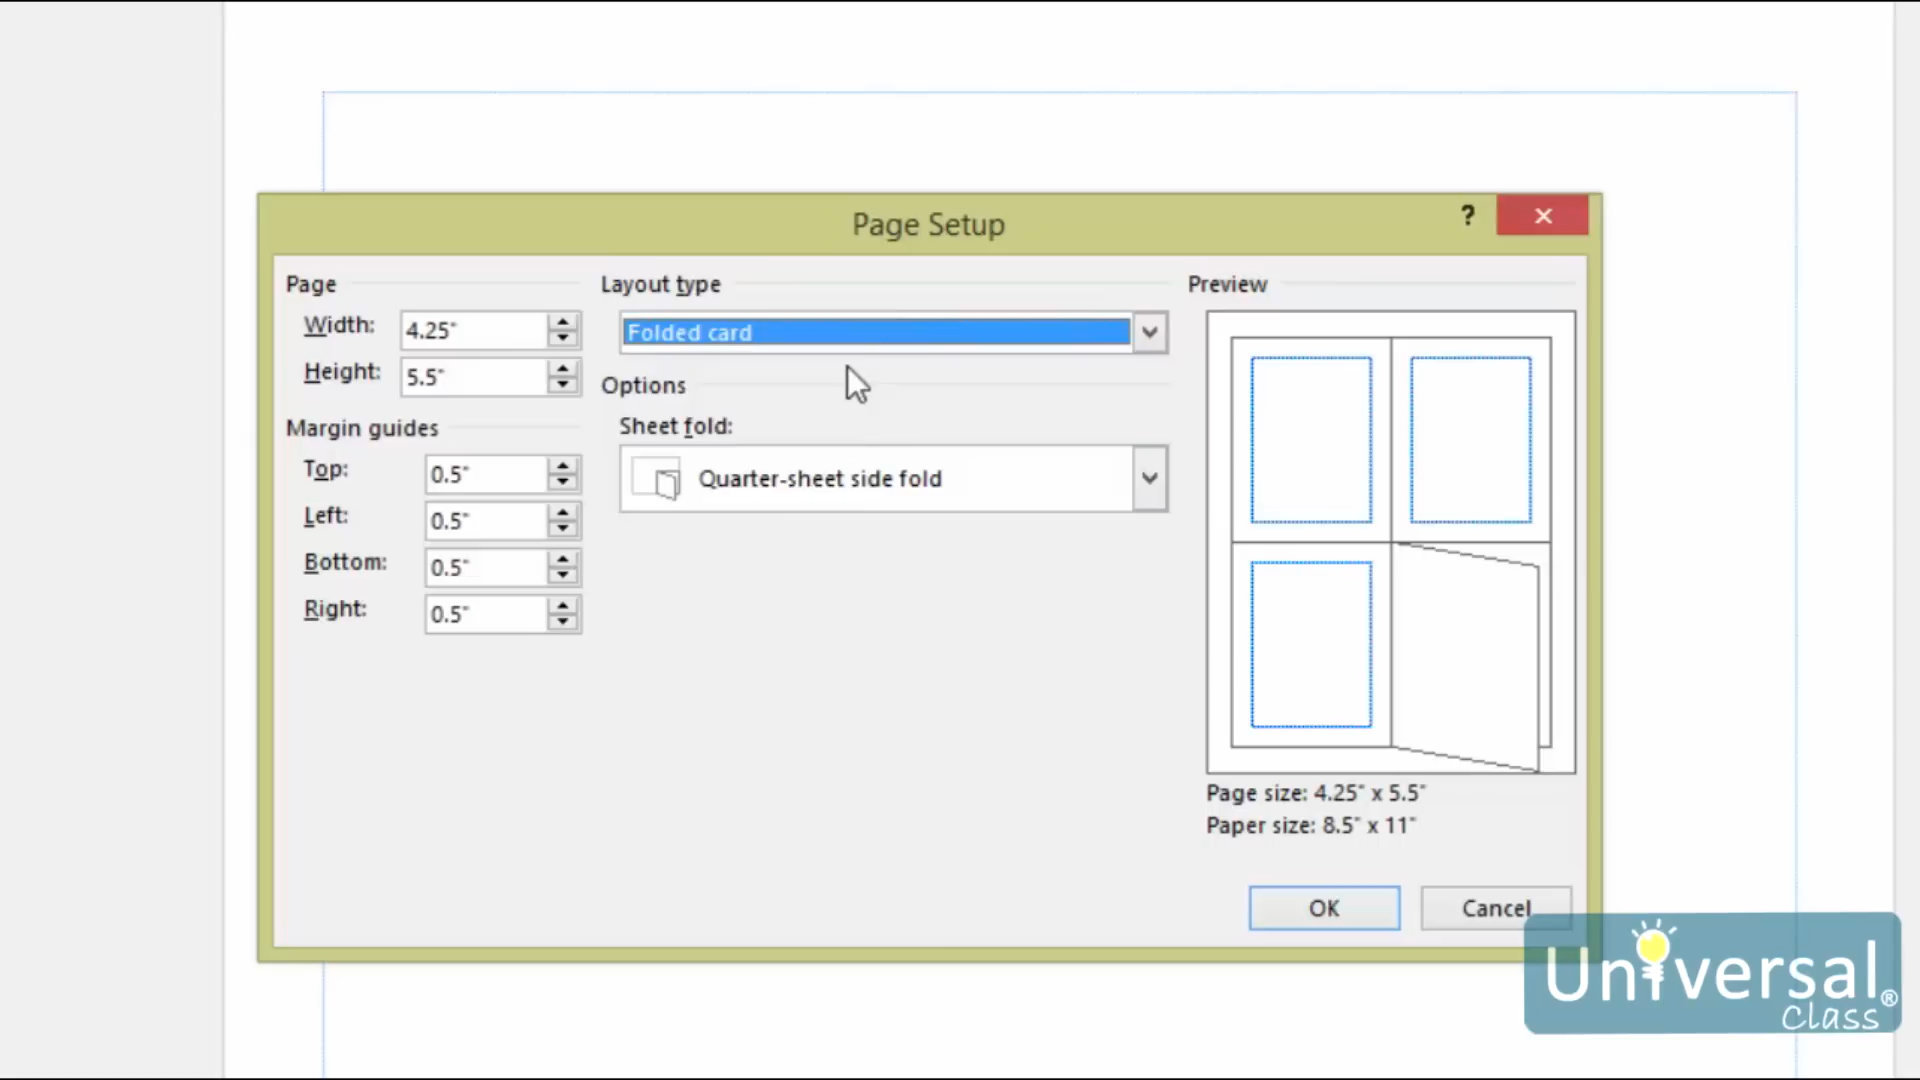 Page Setup
?
Page
Width: 4.25"
Height: 5.5"
Margin guides
Top: 0.5"
Left: 0.5"
Bottom: 0.5"
Right: 0.5"
Layout type
Folded card
Options
Sheet fold:
Quarter-sheet side fold
Preview
Page size: 4.25" x 5.5"
Paper size: 8.5" x 11"
OK
Cancel
Universal
Class®